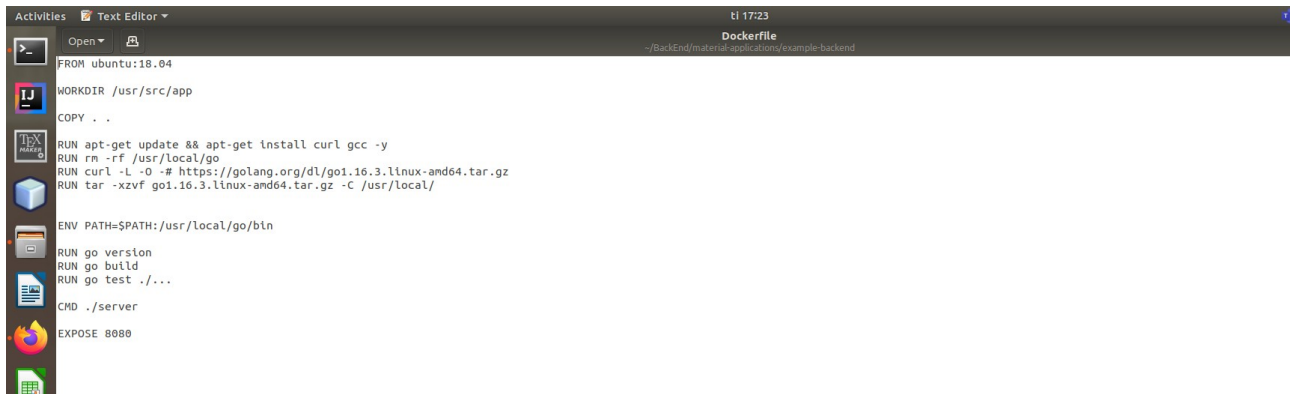 Activities Text Editor ti 17:23
Open Dockerfile
~/BackEnd/material-applications/example-backend
FROM ubuntu:18.04
WORKDIR /usr/src/app
COPY . .
RUN apt-get update && apt-get install curl gcc -y
RUN rm -rf /usr/local/go
RUN curl -L -O -# https://golang.org/dl/go1.16.3.linux-amd64.tar.gz
RUN tar -xzvf go1.16.3.linux-amd64.tar.gz -C /usr/local/
ENV PATH=$PATH:/usr/local/go/bin
RUN go version
RUN go build
RUN go test ./...
CMD ./server
EXPOSE 8080
IJ
TEX
MAKER